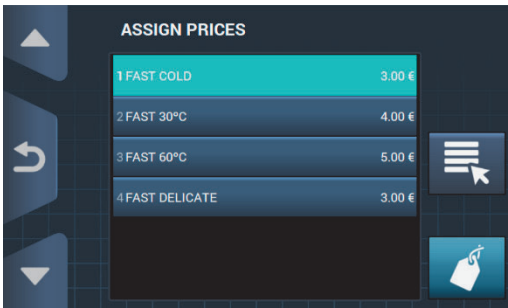 ASSIGN PRICES
1 FAST COLD 3.00 €
2 FAST 30ºC 4.00 €
3 FAST 60ºC 5.00 €
4 FAST DELICATE 3.00 €